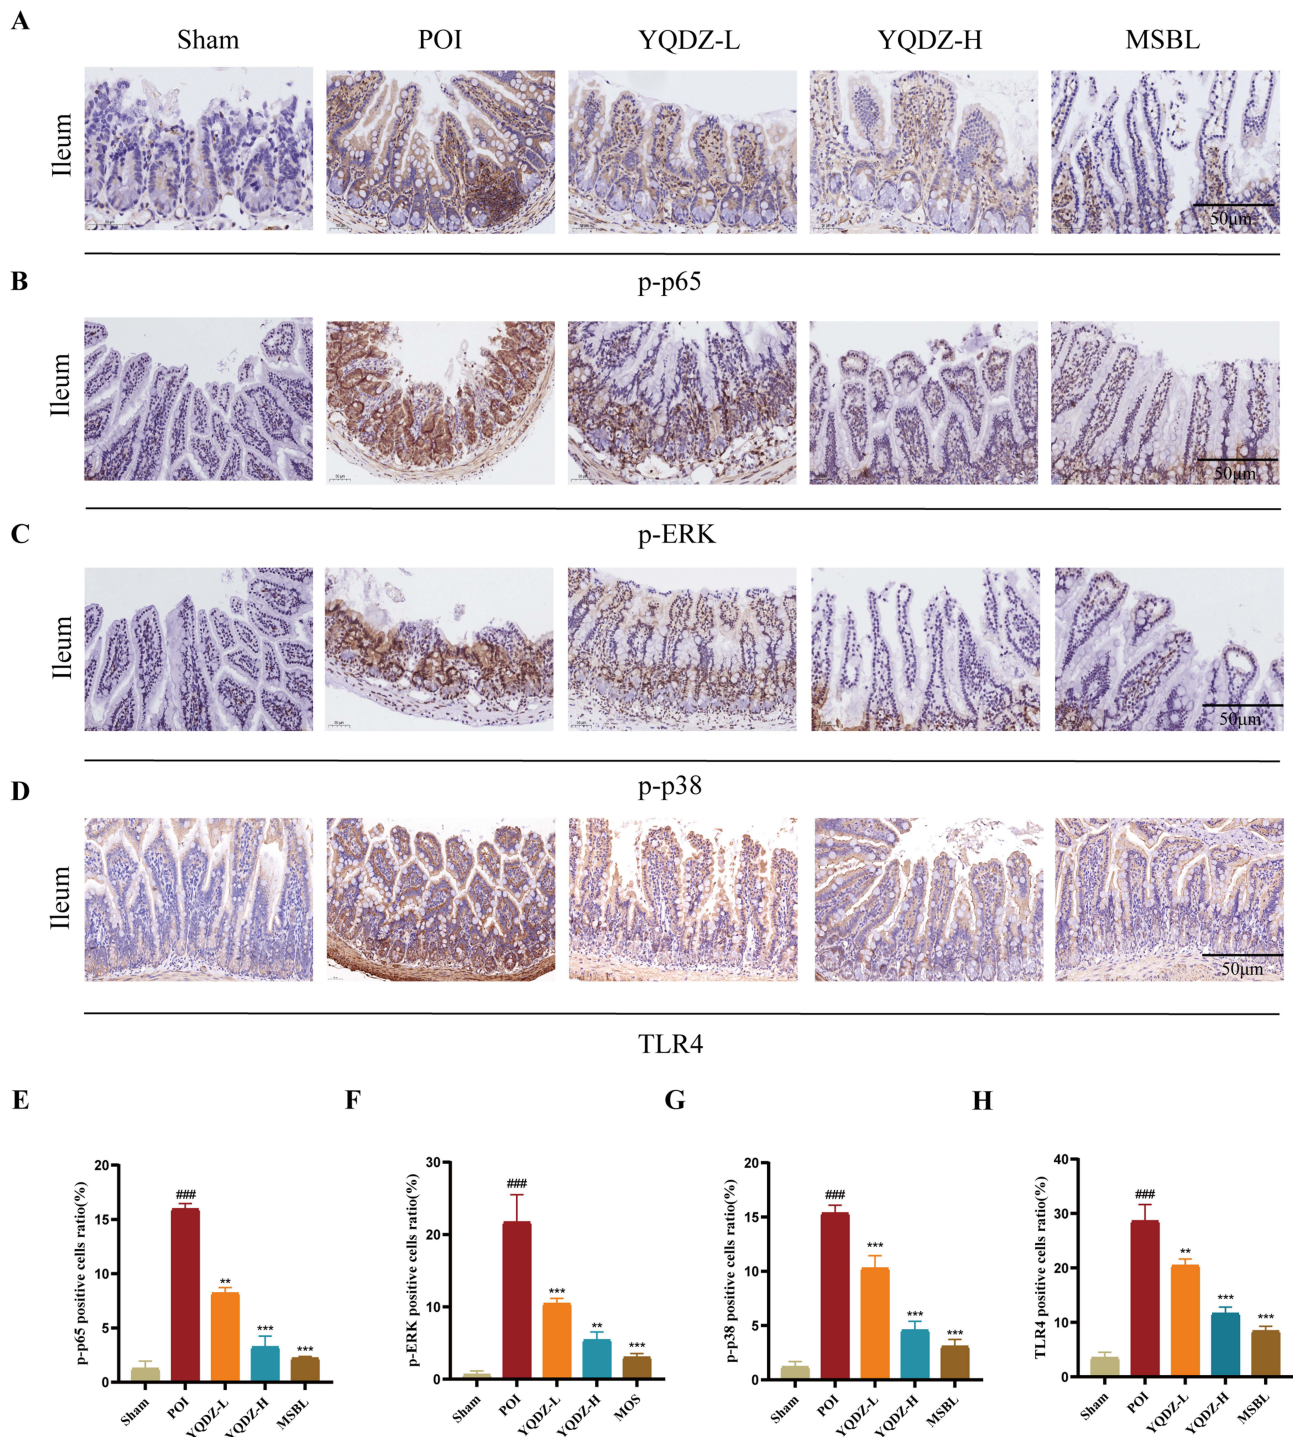 A
Sham POI YQDZ-L YQDZ-H MSBL
Ileum
50μm
p-p65
B
Ileum
50μm
p-ERK
C
Ileum
50μm
p-p38
D
Ileum
50μm
TLR4
E
p-p65 positive cells ratio(%)
20
15
10
5
0
###
**
***
***
Sham POI YQDZ-L YQDZ-H MSBL
F
p-ERK positive cells ratio(%)
30
20
10
0
###
***
**
***
Sham POI YQDZ-L YQDZ-H MOS
G
p-p38 positive cells ratio(%)
20
15
10
5
0
###
***
***
***
Sham POI YQDZ-L YQDZ-H MSBL
H
TLR4 positive cells ratio(%)
40
30
20
10
0
###
**
***
***
Sham POI YQDZ-L YQDZ-H MSBL